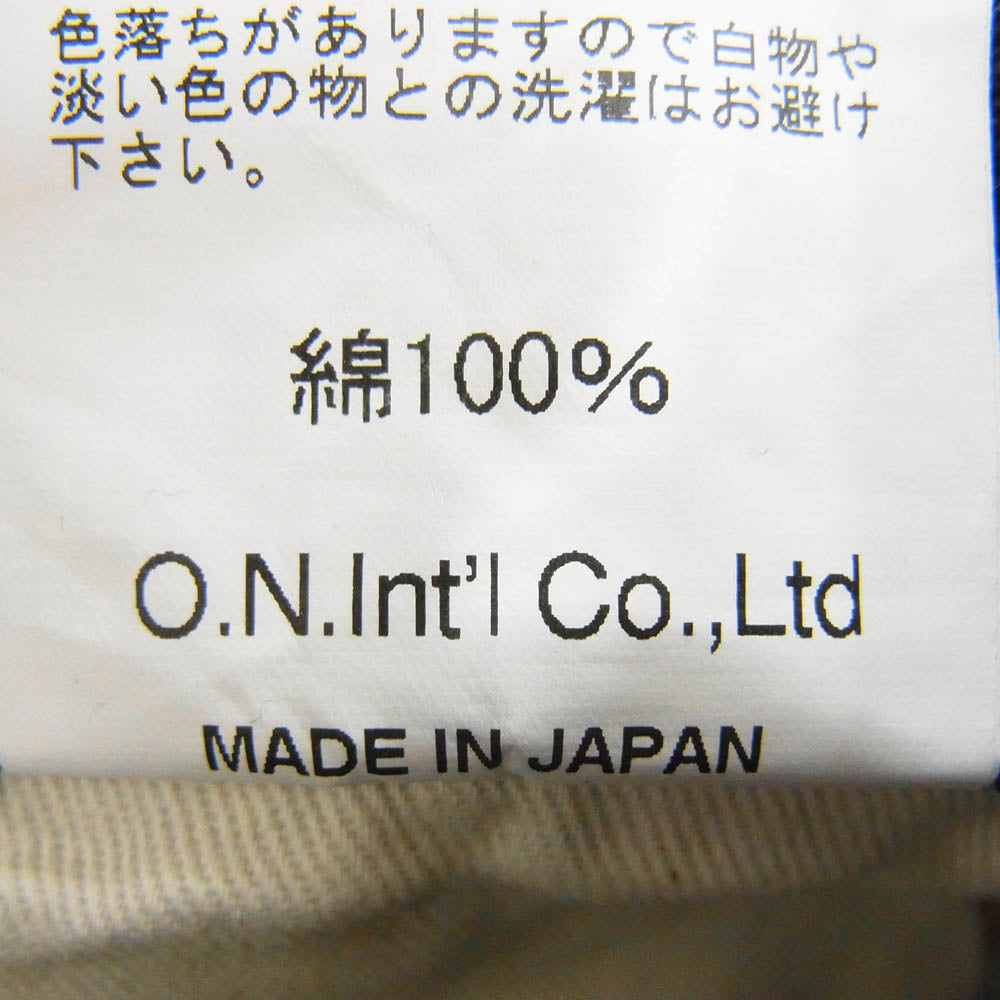 色落ちがありますので白物や
淡い色の物との洗濯はお避け
下さい。
綿100%
O.N.Int'l Co.,Ltd
MADE IN JAPAN